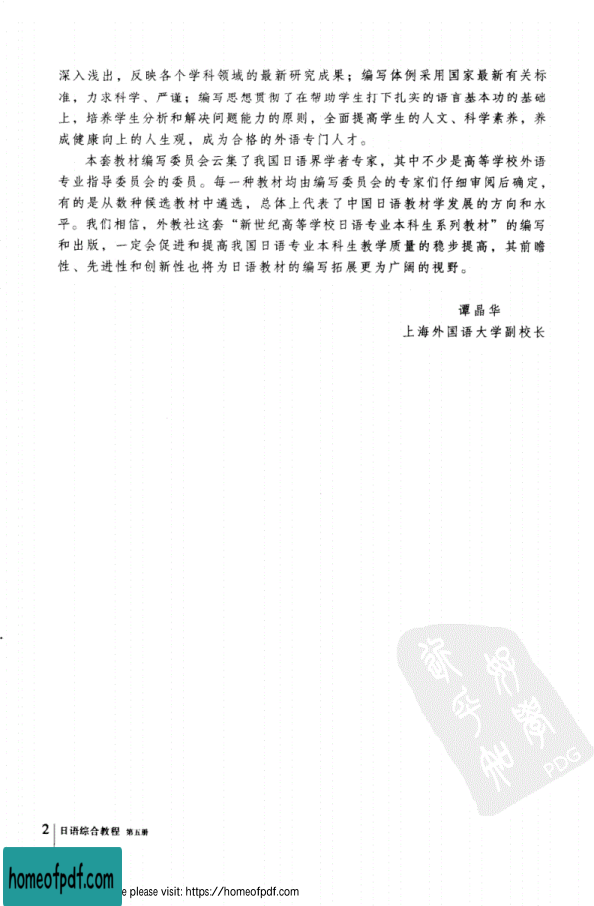 深入浅出，反映各个学科领域的最新研究成果；编写体例采用国家最新有关标
准，力求科学、严谨；编写思想贯彻了在帮助学生打下扎实的语言基本功的基础
上，培养学生分析和解决问题能力的原则，全面提高学生的人文、科学素养，养
成健康向上的人生观，成为合格的外语专门人才。
本套教材编写委员会云集了我国日语界学者专家，其中不少是高等学校外语
专业指导委员会的委员。每一种教材均由编写委员会的专家们仔细审阅后确定，
有的是从数种候选教材中遴选，总体上代表了中国日语教材学发展的方向和水
平。我们相信，外教社这套“新世纪高等学校日语专业本科生系列教材”的编写
和出版，一定会促进和提高我国日语专业本科生教学质量的稳步提高，其前瞻
性、先进性和创新性也将为日语教材的编写拓展更为广阔的视野。
谭晶华
上海外国语大学副校长
PDG
2 日语综合教程 第五册
homeofpdf.com
e please visit: https://homeofpdf.com